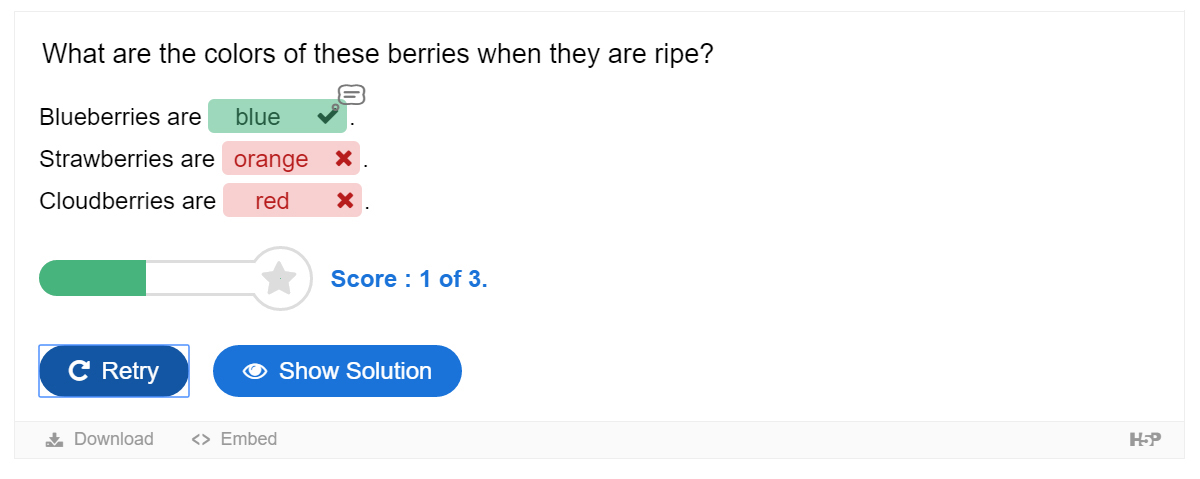 What are the colors of these berries when they are ripe?
Blueberries are blue .
Strawberries are orange .
Cloudberries are red .
Score : 1 of 3.
Retry Show Solution
Download <> Embed H5P